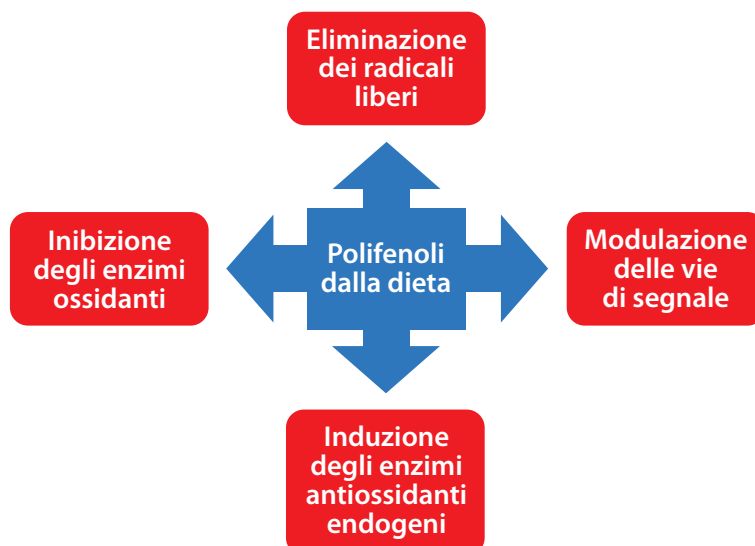 Eliminazione
dei radicali
liberi
Inibizione
degli enzimi
ossidanti
Polifenoli
dalla dieta
Modulazione
delle vie
di segnale
Induzione
degli enzimi
antiossidanti
endogeni